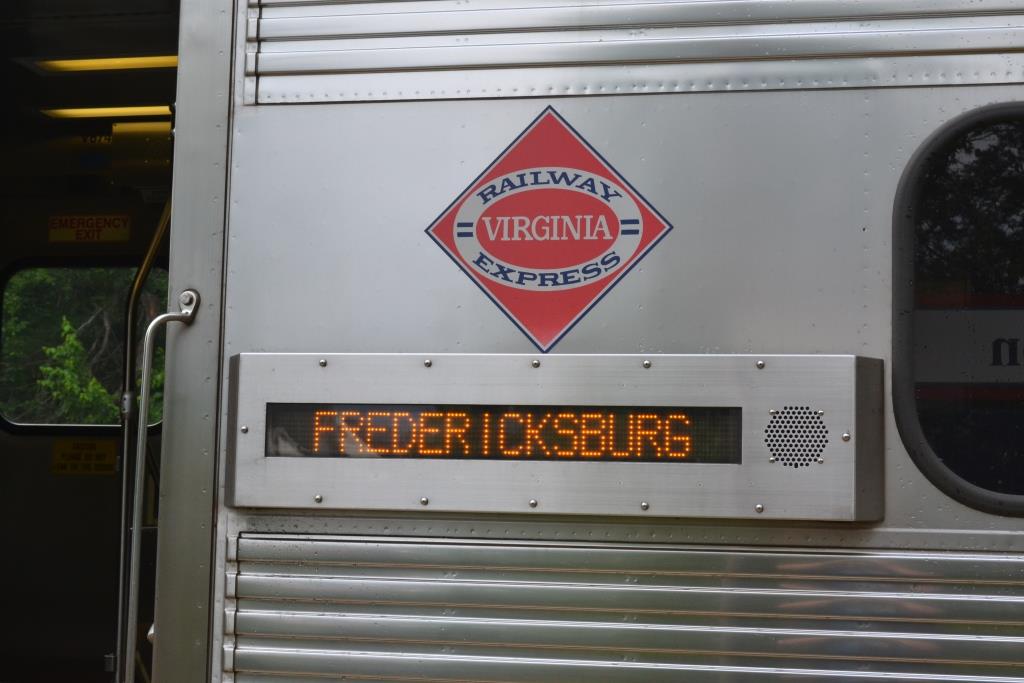 RAILWAY
VIRGINIA
EXPRESS
FREDERICKSBURG
EMERGENCY
EXIT